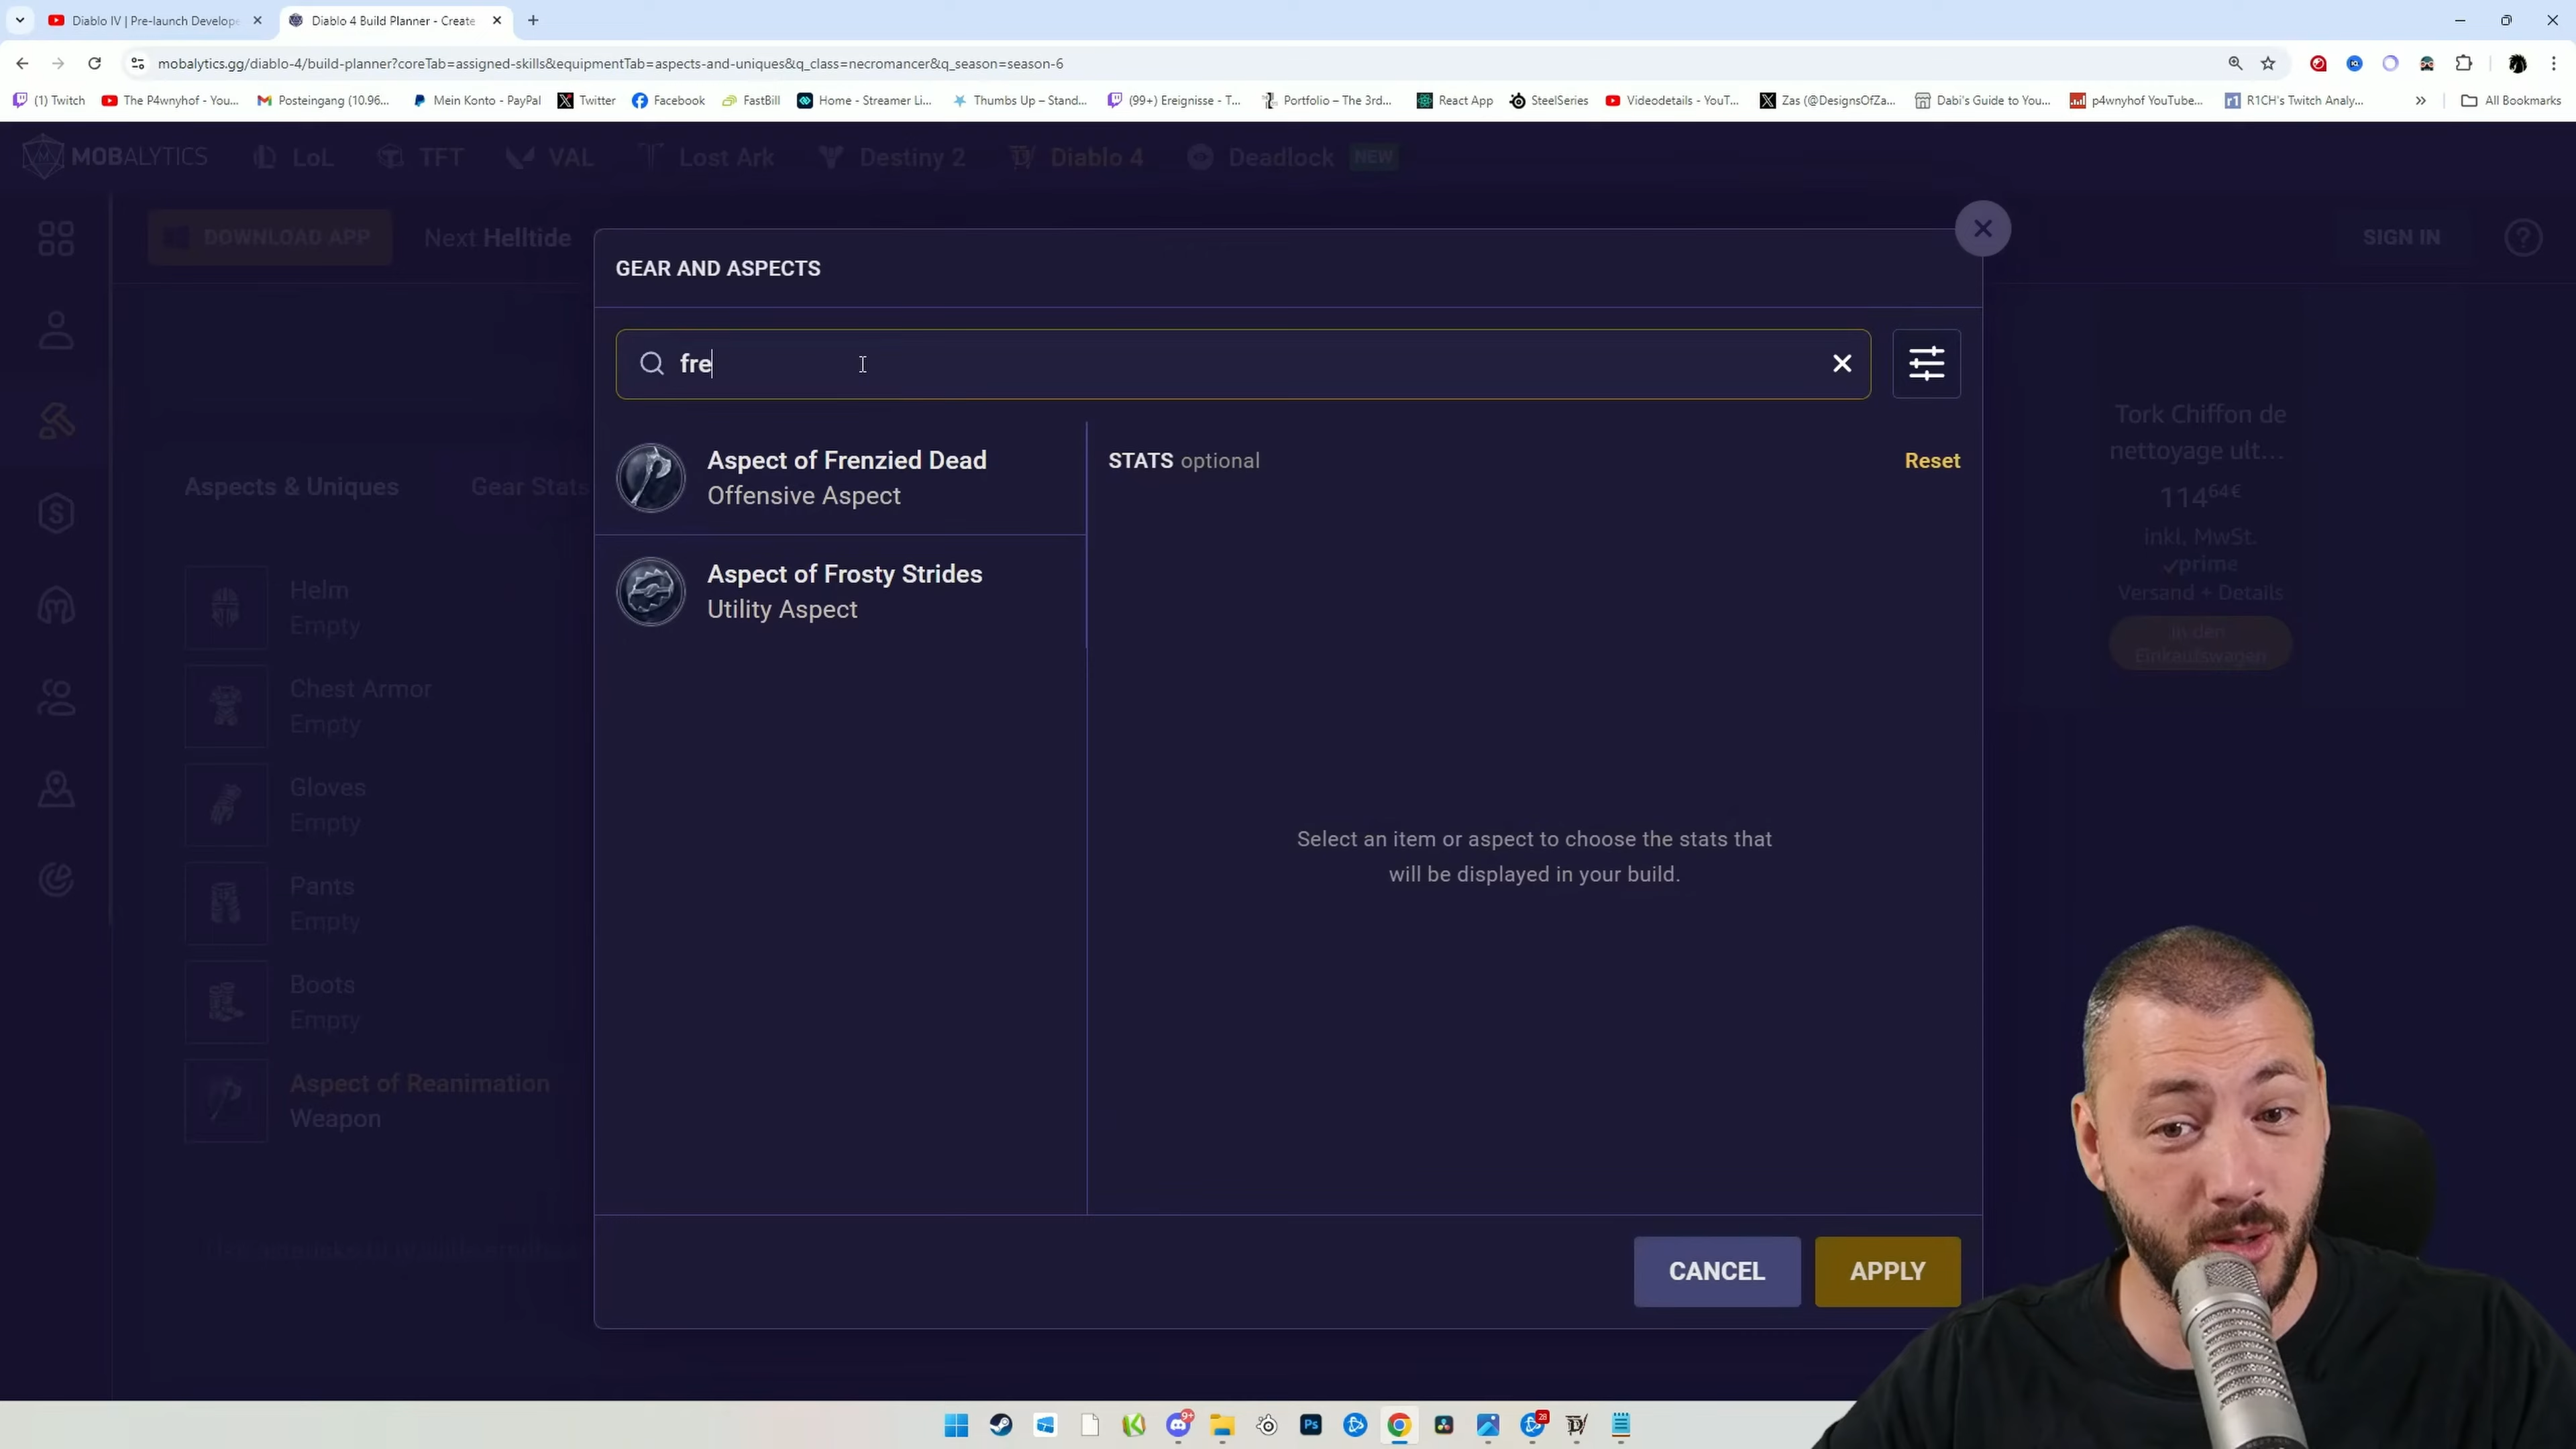 Diablo IV | Pre-launch Develope
Diablo 4 Build Planner - Create
mobalytics.gg/diablo-4/build-planner?coreTab=assigned-skills&equipmentTab=aspects-and-uniques&q_class=necromancer&q_season=season-6
(1) Twitch
The P4wnyhof - You...
Posteingang (10.96...
Mein Konto - PayPal
Twitter
Facebook
FastBill
Home - Streamer Li...
Thumbs Up – Stand...
(99+) Ereignisse - T...
Portfolio – The 3rd...
React App
SteelSeries
Videodetails - YouT...
Zas (@DesignsOfZa...
Dabi's Guide to You...
p4wnyhof YouTube...
R1CH's Twitch Analy...
All Bookmarks
MOBALYTICS
LoL
TFT
VAL
Lost Ark
Destiny 2
Diablo 4
Deadlock NEW
DOWNLOAD APP
Next Helltide
SIGN IN
GEAR AND ASPECTS
fre
Aspect of Frenzied Dead
Offensive Aspect
Aspect of Frosty Strides
Utility Aspect
STATS optional
Reset
Select an item or aspect to choose the stats that
will be displayed in your build.
CANCEL
APPLY
Aspects & Uniques
Gear Stats
Helm
Empty
Chest Armor
Empty
Gloves
Empty
Pants
Empty
Boots
Empty
Aspect of Reanimation
Weapon
Tork Chiffon de
nettoyage ult...
114 64€
inkl. MwSt.
prime
Versand + Details
in den
Einkaufswagen
9+
Ps
28